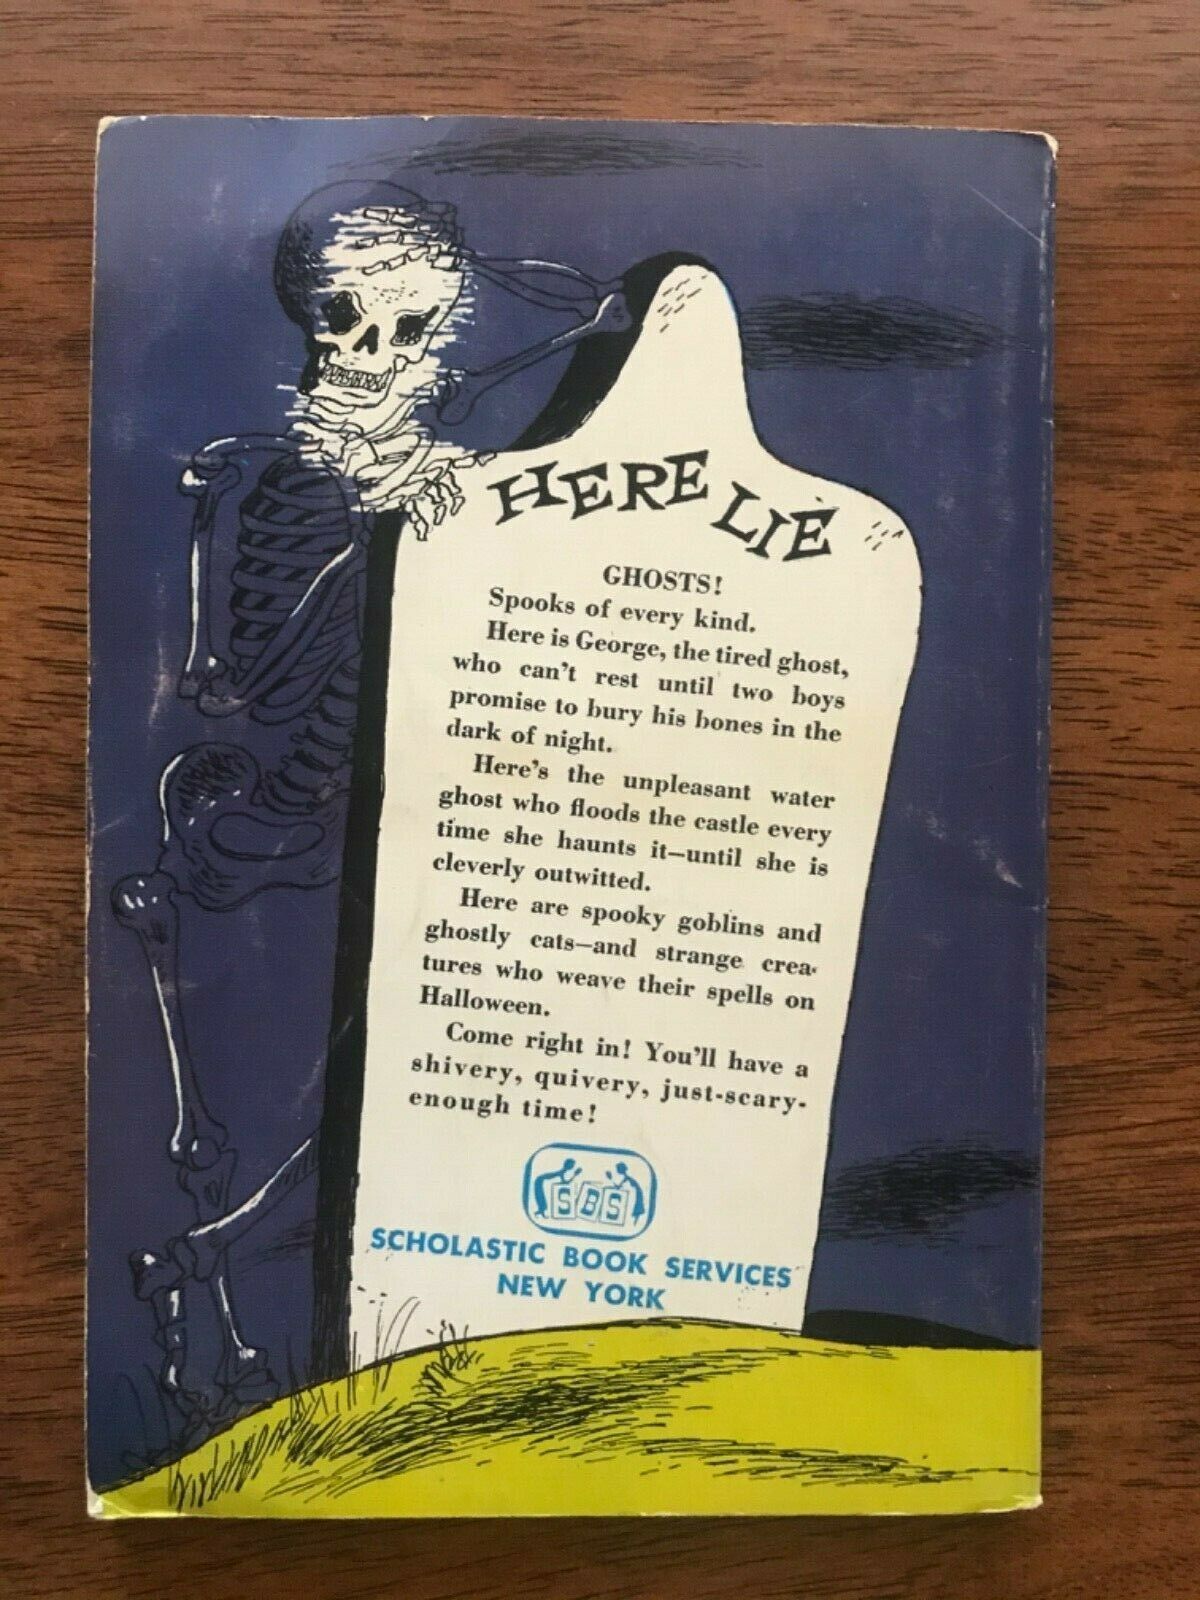 HERE LIE
GHOSTS!
Spooks of every kind.
Here is George, the tired ghost,
who can't rest until two boys
promise to bury his bones in the
dark of night.
Here's the unpleasant water
ghost who floods the castle every
time she haunts it—until she is
cleverly outwitted.
Here are spooky goblins and
ghostly cats—and strange crea-
tures who weave their spells on
Halloween.
Come right in! You'll have a
shivery, quivery, just-scary-
enough time!
SBS
SCHOLASTIC BOOK SERVICES
NEW YORK